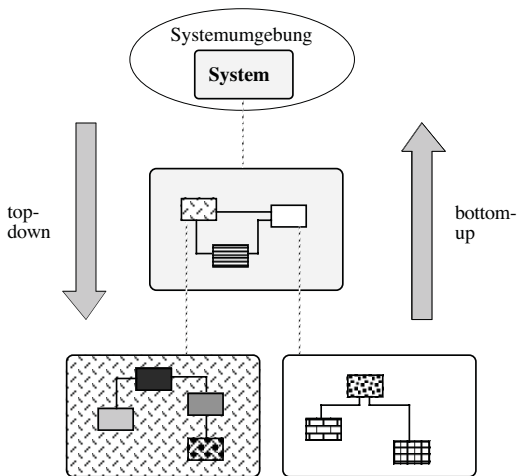 Systemumgebung
System
top-
down
bottom-
up